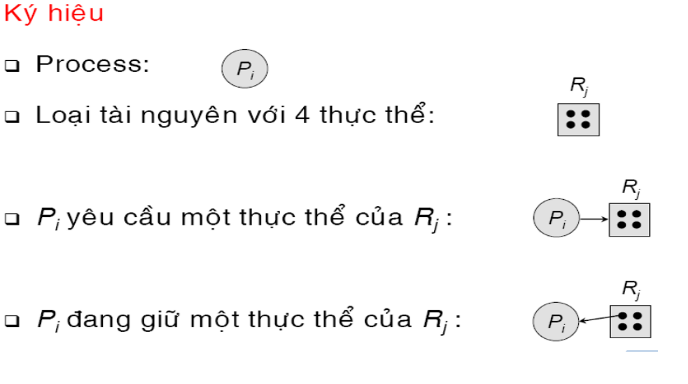 Ký hiệu
❑ Process: Pi
Rj
❑ Loại tài nguyên với 4 thực thể:
Rj
❑ Pi yêu cầu một thực thể của Rj : Pi
Rj
❑ Pi đang giữ một thực thể của Rj : Pi